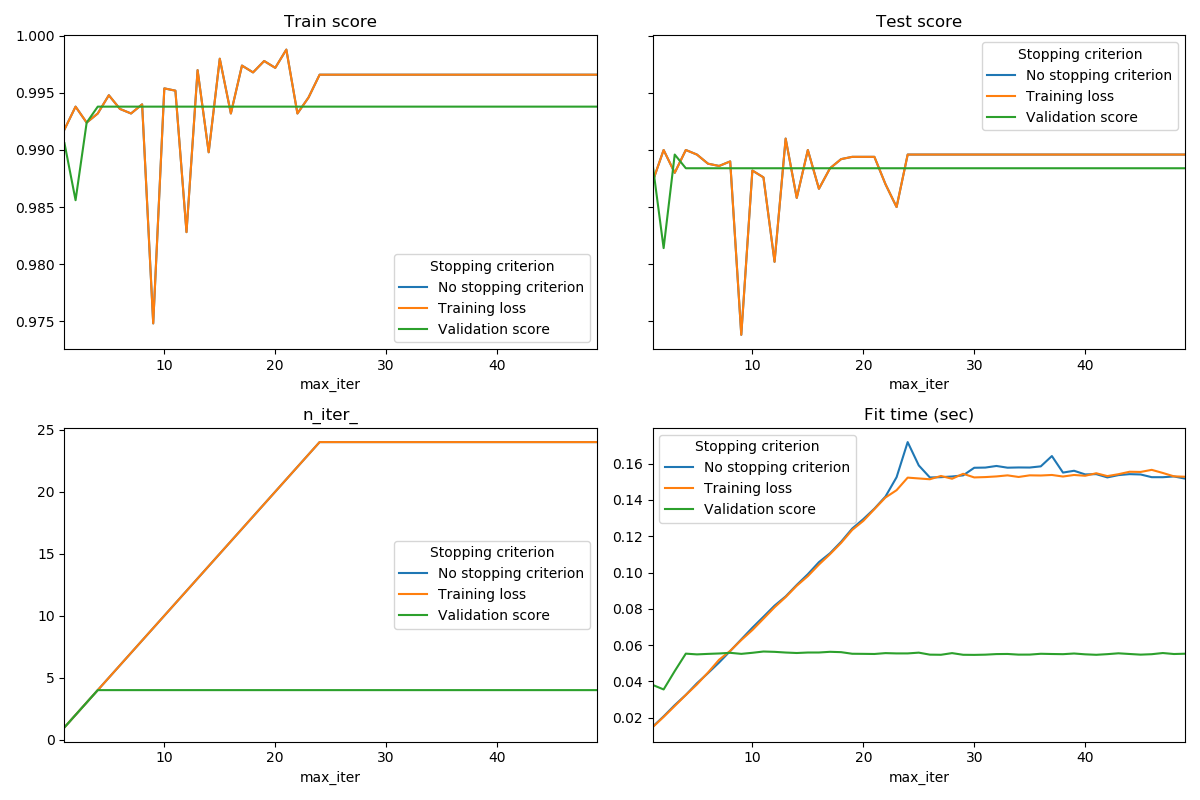 Train score
1.000
0.995
0.990
0.985
0.980
0.975
Stopping criterion
No stopping criterion
Training loss
Validation score
10 20 30 40
max_iter
Test score
Stopping criterion
No stopping criterion
Training loss
Validation score
10 20 30 40
max_iter
n_iter_
25
20
15
10
5
0
Stopping criterion
No stopping criterion
Training loss
Validation score
10 20 30 40
max_iter
Fit time (sec)
Stopping criterion
No stopping criterion
Training loss
Validation score
0.16
0.14
0.12
0.10
0.08
0.06
0.04
0.02
10 20 30 40
max_iter